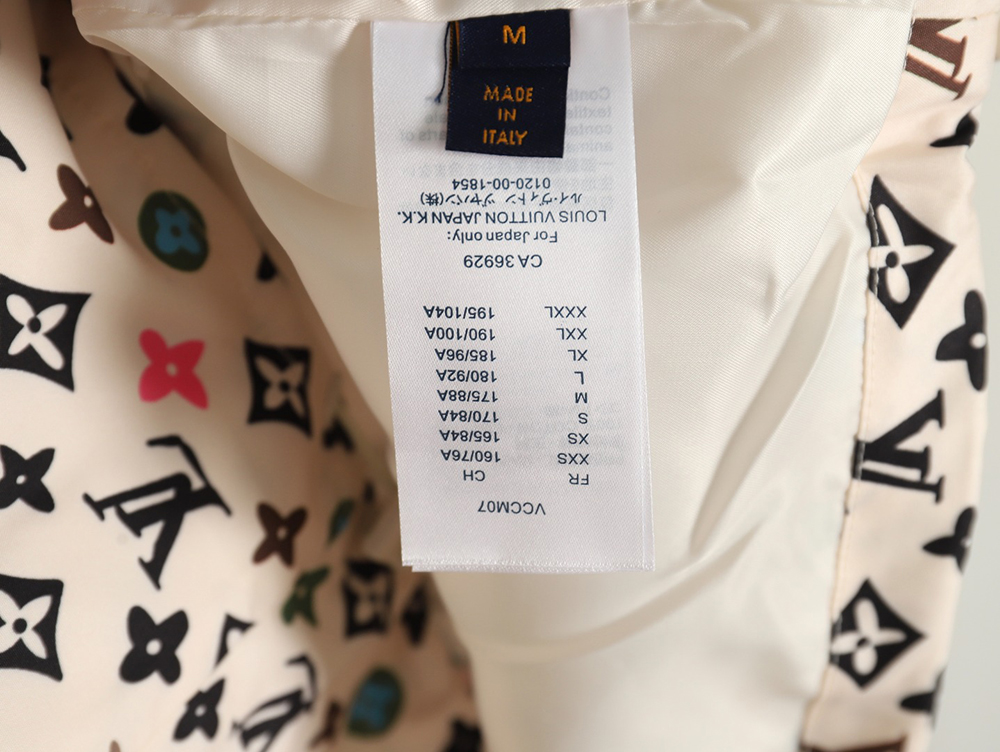 M
MADE
IN
ITALY
VCCM07
FR CH
XXS 160/76A
XS 165/84A
S 170/84A
M 175/88A
L 180/92A
XL 185/96A
XXL 190/100A
XXXL 195/104A
CA 36929
For Japan only:
LOUIS VUITTON JAPAN K.K.
ルイ・ヴィトン ジャパン(株)
0120-00-1854